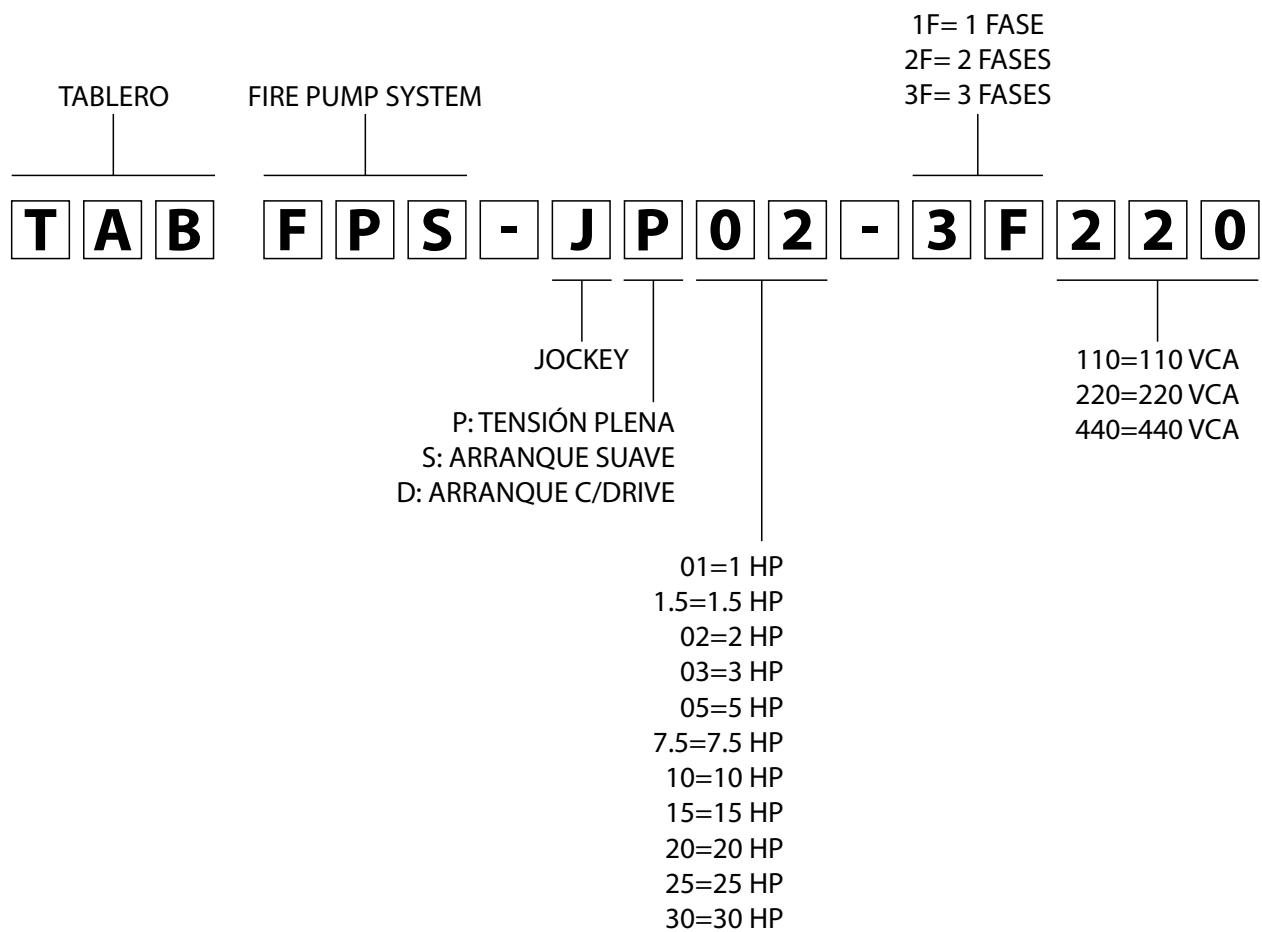 1F= 1 FASE
2F= 2 FASES
3F= 3 FASES
TABLERO FIRE PUMP SYSTEM
TAB FPS-JP02-3F220
JOCKEY
P: TENSIÓN PLENA
S: ARRANQUE SUAVE
D: ARRANQUE C/DRIVE
110=110 VCA
220=220 VCA
440=440 VCA
01=1 HP
1.5=1.5 HP
02=2 HP
03=3 HP
05=5 HP
7.5=7.5 HP
10=10 HP
15=15 HP
20=20 HP
25=25 HP
30=30 HP